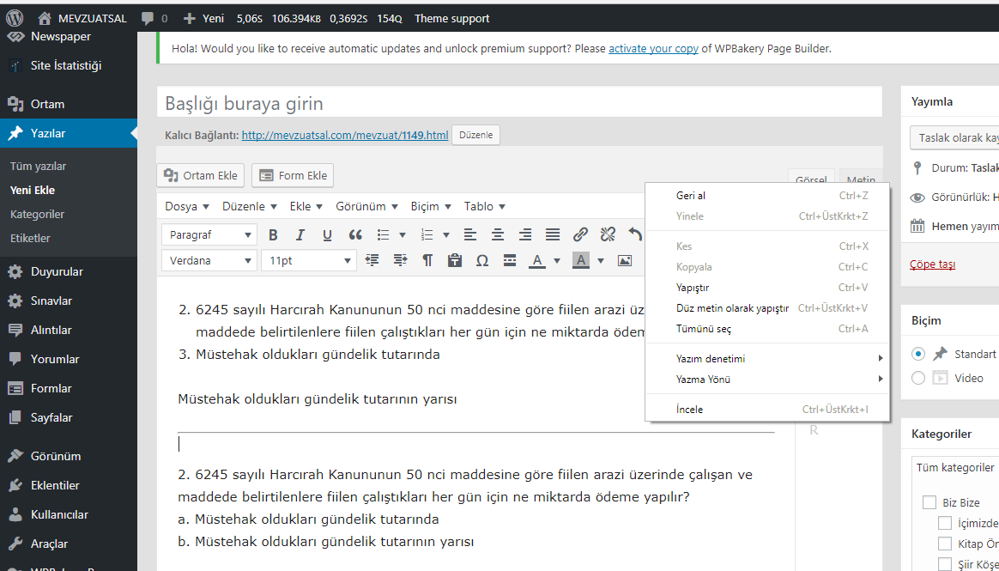 MEVZUATSAL 0 Yeni 5,06S 106.394KB 0,3692S 154Q Theme support
Newspaper
Site İstatistiği
Ortam
Yazılar
Tüm yazılar
Yeni Ekle
Kategoriler
Etiketler
Duyurular
Sınavlar
Alıntılar
Yorumlar
Formlar
Sayfalar
Görünüm
Eklentiler
Kullanıcılar
Araçlar
Hola! Would you like to receive automatic updates and unlock premium support? Please activate your copy of WPBakery Page Builder.
Başlığı buraya girin
Kalıcı Bağlantı: http://mevzuatsal.com/mevzuat/1149.html Düzenle
Ortam Ekle Form Ekle
Görsel Metin
Dosya Düzenle Ekle Görünüm Biçim Tablo
Paragraf
Verdana 11pt
2. 6245 sayılı Harcırah Kanununun 50 nci maddesine göre fiilen arazi üz
maddede belirtilenlere fiilen çalıştıkları her gün için ne miktarda ödem
3. Müstehak oldukları gündelik tutarında
Müstehak oldukları gündelik tutarının yarısı
2. 6245 sayılı Harcırah Kanununun 50 nci maddesine göre fiilen arazi üzerinde çalışan ve
maddede belirtilenlere fiilen çalıştıkları her gün için ne miktarda ödeme yapılır?
a. Müstehak oldukları gündelik tutarında
b. Müstehak oldukları gündelik tutarının yarısı
Geri al Ctrl+Z
Yinele Ctrl+ÜstKrkt+Z
Kes Ctrl+X
Kopyala Ctrl+C
Yapıştır Ctrl+V
Düz metin olarak yapıştır Ctrl+ÜstKrkt+V
Tümünü seç Ctrl+A
Yazım denetimi
Yazma Yönü
İncele Ctrl+ÜstKrkt+I
R
Yayımla
Taslak olarak kay
Durum: Taslak
Görünürlük: H
Hemen yayım
Çöpe taşı
Biçim
Standart
Video
Kategoriler
Tüm kategoriler
Biz Bize
İçimizde
Kitap Ör
Şiir Köşe